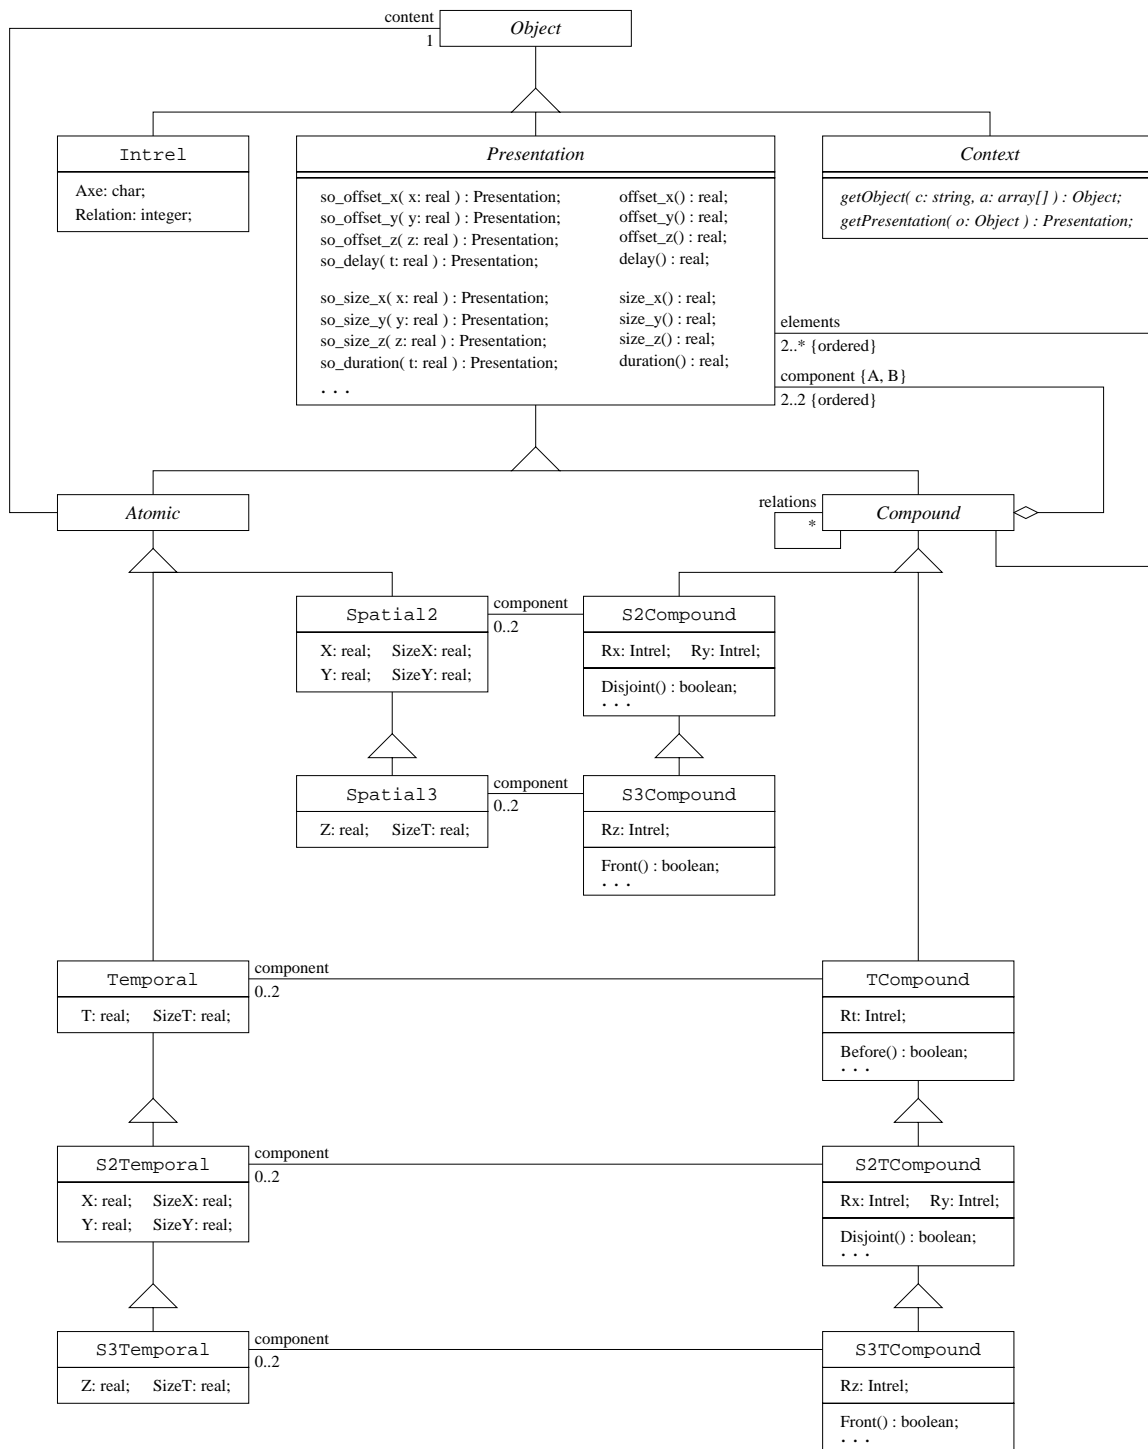 content
1
Object
Intrel
Axe: char;
Relation: integer;
Presentation
so_offset_x( x: real ) : Presentation; offset_x() : real;
so_offset_y( y: real ) : Presentation; offset_y() : real;
so_offset_z( z: real ) : Presentation; offset_z() : real;
so_delay( t: real ) : Presentation; delay() : real;
so_size_x( x: real ) : Presentation; size_x() : real;
so_size_y( y: real ) : Presentation; size_y() : real;
so_size_z( z: real ) : Presentation; size_z() : real;
so_duration( t: real ) : Presentation; duration() : real;
. . .
Context
getObject( c: string, a: array[] ) : Object;
getPresentation( o: Object ) : Presentation;
elements
2..* {ordered}
component {A, B}
2..2 {ordered}
Atomic
relations
*
Compound
Spatial2
X: real; SizeX: real;
Y: real; SizeY: real;
component
0..2
S2Compound
Rx: Intrel; Ry: Intrel;
Disjoint() : boolean;
. . .
Spatial3
Z: real; SizeT: real;
component
0..2
S3Compound
Rz: Intrel;
Front() : boolean;
. . .
Temporal
T: real; SizeT: real;
component
0..2
TCompound
Rt: Intrel;
Before() : boolean;
. . .
S2Temporal
X: real; SizeX: real;
Y: real; SizeY: real;
component
0..2
S2TCompound
Rx: Intrel; Ry: Intrel;
Disjoint() : boolean;
. . .
S3Temporal
Z: real; SizeT: real;
component
0..2
S3TCompound
Rz: Intrel;
Front() : boolean;
. . .